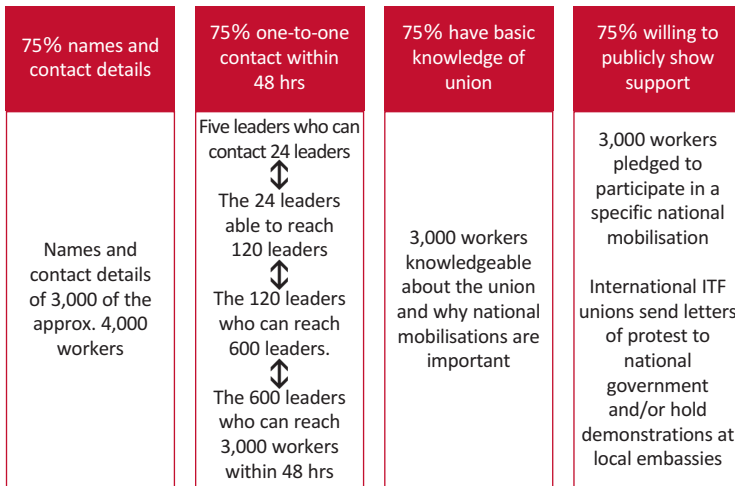 75% names and
contact details
75% one-to-one
contact within
48 hrs
75% have basic
knowledge of
union
75% willing to
publicly show
support
Names and
contact details
of 3,000 of the
approx. 4,000
workers
Five leaders who can
contact 24 leaders
The 24 leaders
able to reach
120 leaders
The 120 leaders
who can reach
600 leaders.
The 600 leaders
who can reach
3,000 workers
within 48 hrs
3,000 workers
knowledgeable
about the union
and why national
mobilisations are
important
3,000 workers
pledged to
participate in a
specific national
mobilisation
International ITF
unions send letters
of protest to
national
government
and/or hold
demonstrations at
local embassies